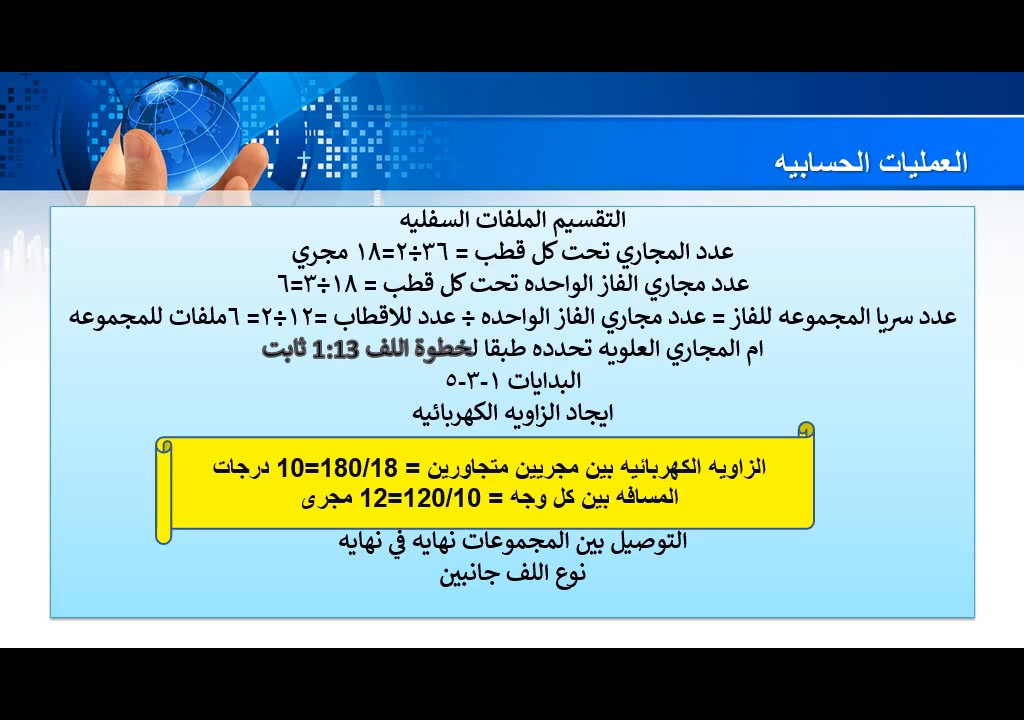 العمليات الحسابيه
التقسيم الملفات السفليه
عدد المجاري تحت كل قطب = ٣٦÷٢=١٨ مجري
عدد مجاري الفاز الواحده تحت كل قطب = ١٨÷٣=٦
عدد سريا المجموعه للفاز = عدد مجاري الفاز الواحده ÷ عدد للاقطاب =١٢÷٢= ٦ملفات للمجموعه
ام المجاري العلويه تحدده طبقا لخطوة اللف 1:13 ثابت
البدايات ١-٣-٥
ايجاد الزاويه الكهربائيه
الزاويه الكهربائيه بين مجريين متجاورين = 180/18=10 درجات
المسافه بين كل وجه = 120/10=12 مجرى
التوصيل بين المجموعات نهايه في نهايه
نوع اللف جانبين